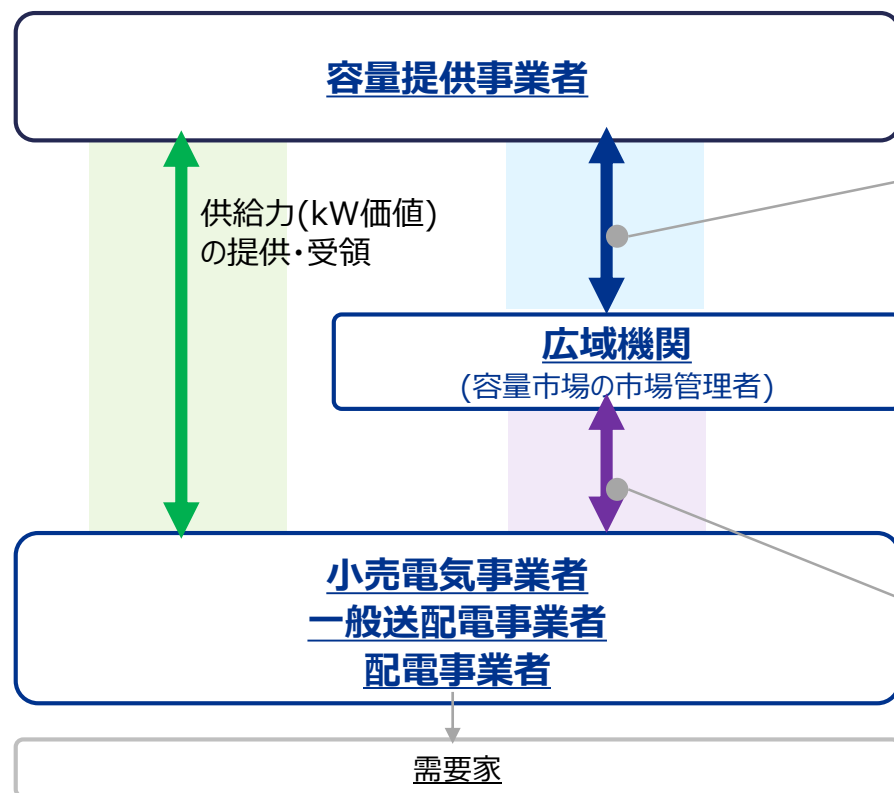 容量提供事業者
供給力(kW価値)
の提供・受領
広域機関
(容量市場の市場管理者)
小売電気事業者
一般送配電事業者
配電事業者
需要家